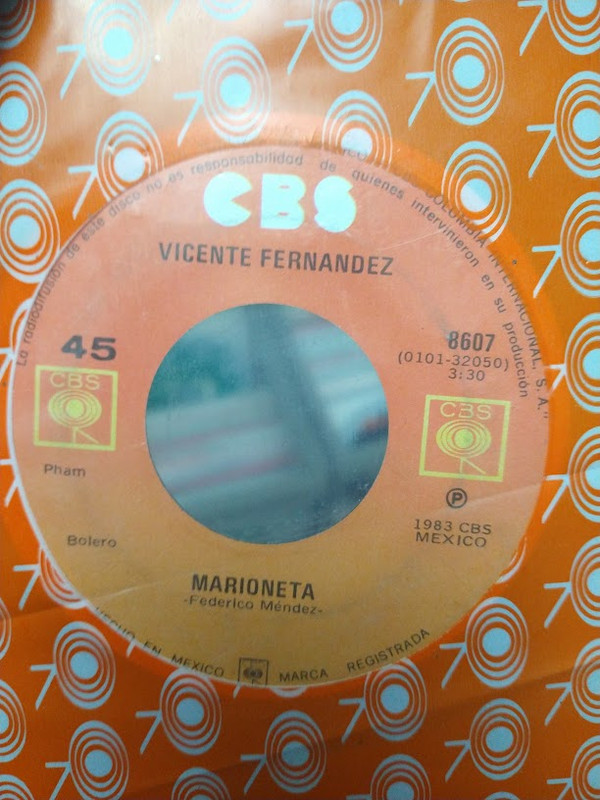 La radiodifusión de este disco no es responsabilidad de quienes intervinieron en su producción
COLUMBIA INTERNACIONAL, S. A."
CBS
VICENTE FERNANDEZ
45
8607
(0101-32050)
3:30
CBS
CBS
Pham
Ⓟ
1983 CBS
MEXICO
Bolero
MARIONETA
-Federico Méndez-
HECHO EN MEXICO
MARCA REGISTRADA